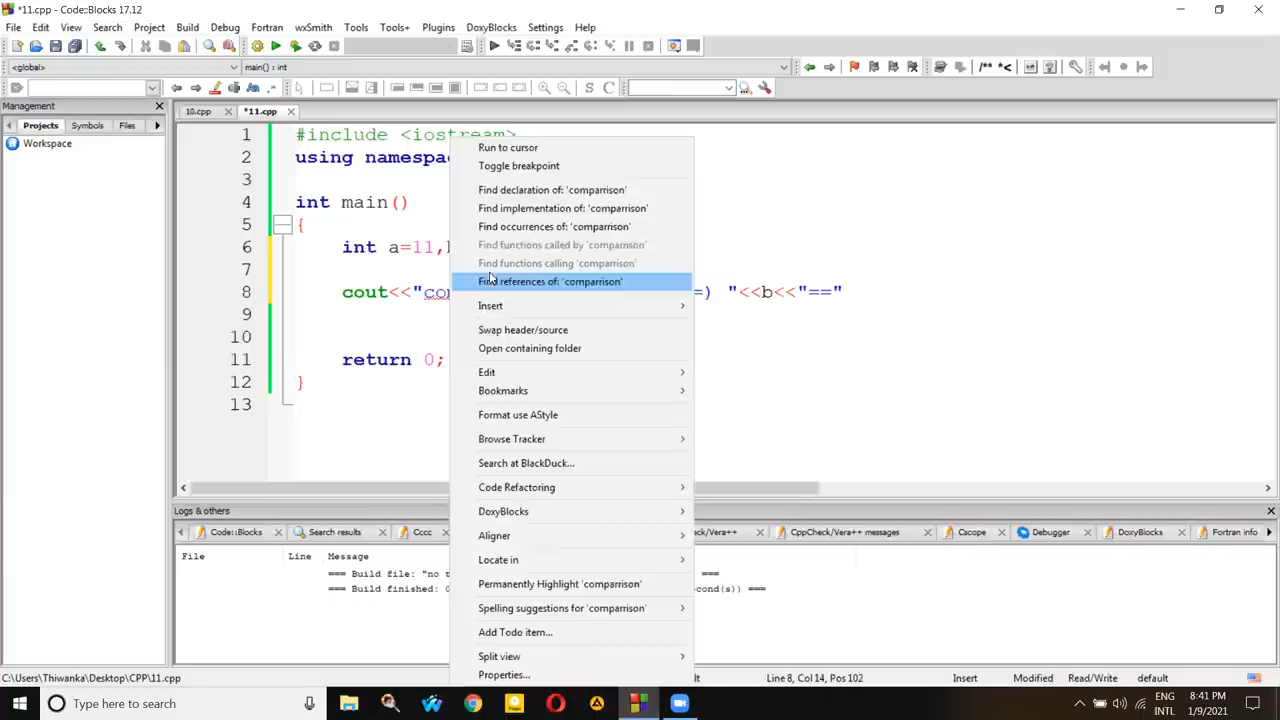 *11.cpp - Code::Blocks 17.12
File Edit View Search Project Build Debug Fortran wxSmith Tools Tools+ Plugins DoxyBlocks Settings Help
<global> main() : int
/** *<
S C
Management
Projects Symbols Files
Workspace
10.cpp *11.cpp
1 #include <iostream>
2 using namespac
3
4 int main()
5 {
6 int a=11,
7
8 cout<<"co =) "<<b<<"=="
9
10
11 return 0;
12 }
13
Run to cursor
Toggle breakpoint
Find declaration of: 'comparrison'
Find implementation of: 'comparrison'
Find occurrences of: 'comparrison'
Find functions called by 'comparrison'
Find functions calling 'comparrison'
Find references of: 'comparrison'
Insert
Swap header/source
Open containing folder
Edit
Bookmarks
Format use AStyle
Browse Tracker
Search at BlackDuck...
Code Refactoring
DoxyBlocks
Aligner
Locate in
Permanently Highlight 'comparrison'
Spelling suggestions for 'comparrison'
Add Todo item...
Split view
Properties...
Logs & others
Code::Blocks Search results Cccc ck/Vera++ CppCheck/Vera++ messages Cscope Debugger DoxyBlocks Fortran info
File Line Message
=== Build file: "no t ===
=== Build finished: 0 cond(s)) ===
C:\Users\Thiwanka\Desktop\CPP\11.cpp Line 8, Col 14, Pos 102 Insert Modified Read/Write default
Type here to search
ENG
INTL
8:41 PM
1/9/2021